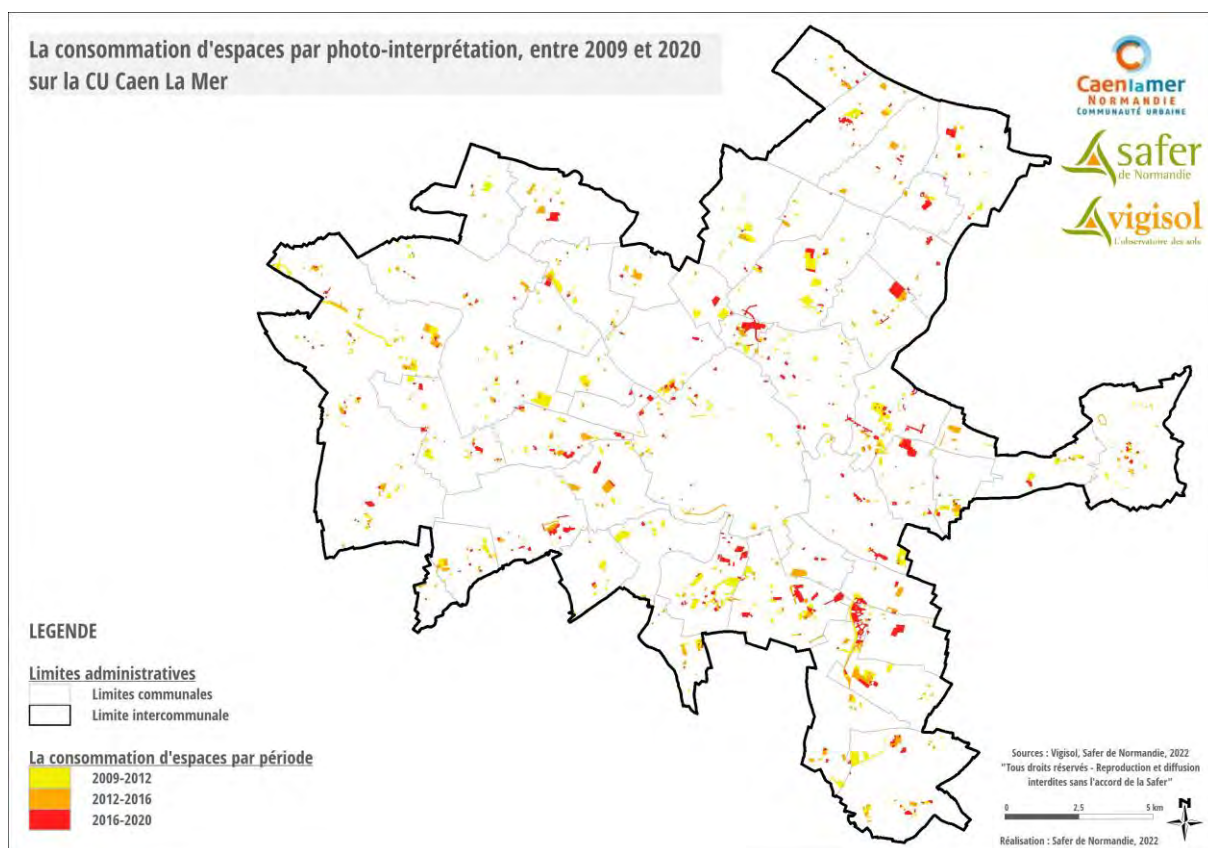 La consommation d'espaces par photo-interprétation, entre 2009 et 2020
sur la CU Caen La Mer
Caenlamer
NORMANDIE
COMMUNAUTÉ URBAINE
safer
de Normandie
vigisol
L'observatoire des sols
LEGENDE
Limites administratives
Limites communales
Limite intercommunale
La consommation d'espaces par période
2009-2012
2012-2016
2016-2020
Sources : Vigisol, Safer de Normandie, 2022
"Tous droits réservés - Reproduction et diffusion
interdites sans l'accord de la Safer"
0 2.5 5 km
N
Réalisation : Safer de Normandie, 2022